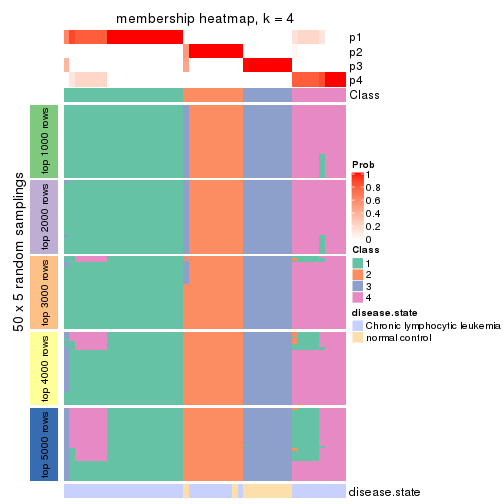 membership heatmap, k = 4
p1
p2
p3
p4
Class
50 x 5 random samplings
top 1000 rows
top 2000 rows
top 3000 rows
top 4000 rows
top 5000 rows
Prob
1
0.8
0.6
0.4
0.2
0
Class
1
2
3
4
disease.state
Chronic lymphocytic leukemia
normal control
disease.state